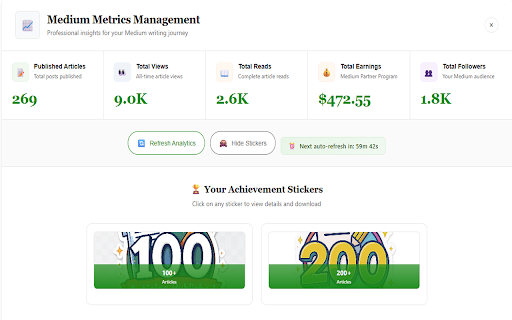 Medium Metrics Management
Professional insights for your Medium writing journey
x
Published Articles
Total posts published
269
Total Views
All-time article views
9.0K
Total Reads
Complete article reads
2.6K
Total Earnings
Medium Partner Program
$472.55
Total Followers
Your Medium audience
1.8K
Refresh Analytics
Hide Stickers
Next auto-refresh in: 59m 42s
Your Achievement Stickers
Click on any sticker to view details and download
100
100+
Articles
200
200+
Articles